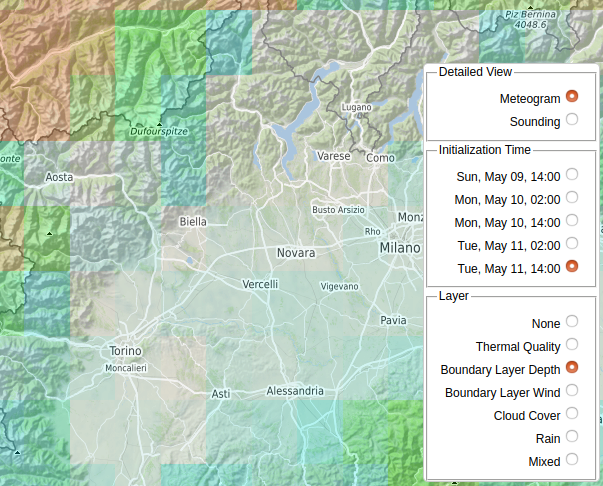 Piz Bernina
4048.6
Detailed View
Meteogram
Lugano
Sounding
Dufourspitze
Initialization Time
Varese
Como
onte
Aosta
Sun, May 09, 14:00
Mon, May 10, 02:00
Busto Arsizio
Biella
Monz
Mon, May 10, 14:00
Rho
Tue, May 11, 02:00
Milano
Novara
Tue, May 11, 14:00
Vercelli
Vigevano
Layer
Pavia
None
Thermal Quality
Torino
Moncalieri
Boundary Layer Depth
Asti
Alessandria
Boundary Layer Wind
Cloud Cover
Rain
Mixed